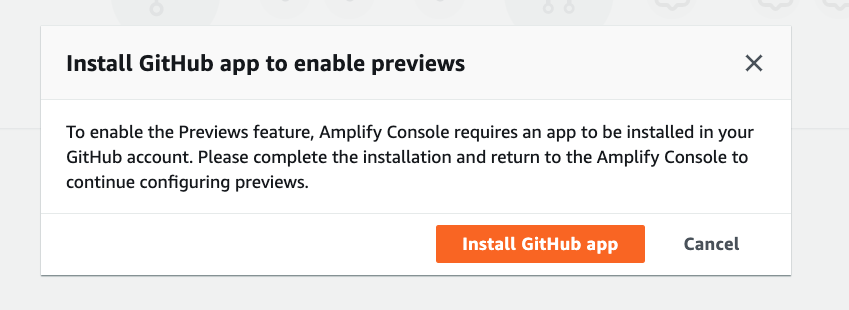 Install GitHub app to enable previews
To enable the Previews feature, Amplify Console requires an app to be installed in your
GitHub account. Please complete the installation and return to the Amplify Console to
continue configuring previews.
Install GitHub app
Cancel